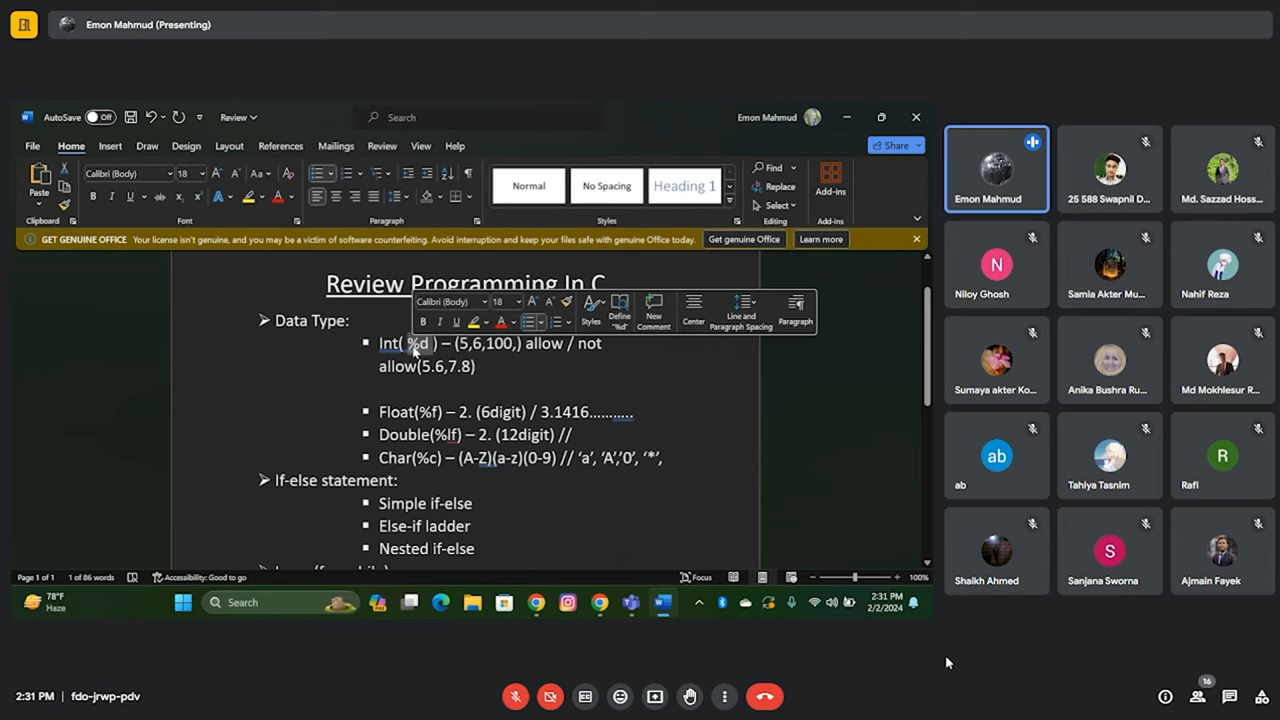 Emon Mahmud (Presenting)
AutoSave Off Review Search Emon Mahmud
File Home Insert Draw Design Layout References Mailings Review View Help Share
Paste Calibri (Body) 18 Normal No Spacing Heading 1 Find Replace Select Add-ins
Clipboard Font Paragraph Styles Editing Add-ins
GET GENUINE OFFICE Your license isn't genuine, and you may be a victim of software counterfeiting. Avoid interruption and keep your files safe with genuine Office today. Get genuine Office Learn more
Review Programming In C
Calibri (Body) 18 Styles Define "%d" New Comment Center Line and Paragraph Spacing Paragraph
➢ Data Type:
▪ Int( %d ) – (5,6,100,) allow / not
allow(5.6,7.8)
▪ Float(%f) – 2. (6digit) / 3.1416………..
▪ Double(%lf) – 2. (12digit) //
▪ Char(%c) – (A-Z)(a-z)(0-9) // ‘a’, ‘A’,’0’, ‘*’,
➢ If-else statement:
▪ Simple if-else
▪ Else-if ladder
▪ Nested if-else
Page 1 of 1 1 of 86 words Accessibility: Good to go Focus 100%
78°F
Haze
Search
2:31 PM
2/2/2024
Emon Mahmud
25 588 Swapnil D...
Md. Sazzad Hoss...
N
Niloy Ghosh
Samia Akter Mu...
Nahif Reza
Sumaya akter Ko...
Anika Bushra Ru...
Md Mokhlesur R...
ab
ab
Tahiya Tasnim
R
Rafi
Shaikh Ahmed
S
Sanjana Sworna
Ajmain Fayek
2:31 PM fdo-jrwp-pdv
16